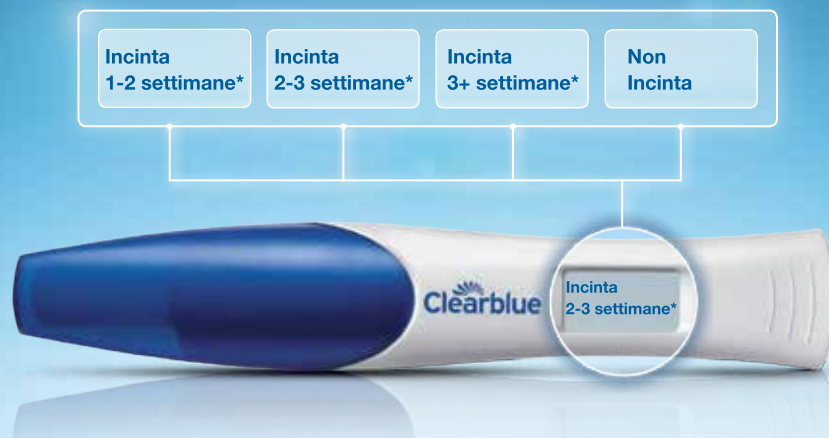 Incinta
1-2 settimane*
Incinta
2-3 settimane*
Incinta
3+ settimane*
Non
Incinta
Clearblue
Incinta
2-3 settimane*